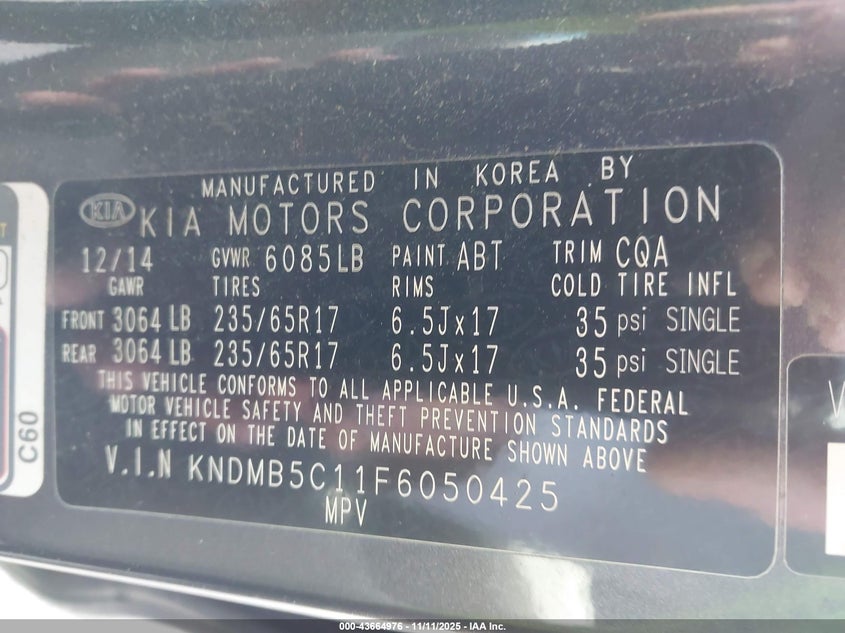 MANUFACTURED IN KOREA BY
KIA KIA MOTORS CORPORATION
12/14 GVWR 6085LB PAINT ABT TRIM CQA
GAWR TIRES RIMS COLD TIRE INFL
FRONT 3064 LB 235/65R17 6.5Jx17 35 psi SINGLE
REAR 3064 LB 235/65R17 6.5Jx17 35 psi SINGLE
THIS VEHICLE CONFORMS TO ALL APPLICABLE U.S.A. FEDERAL
MOTOR VEHICLE SAFETY AND THEFT PREVENTION STANDARDS
IN EFFECT ON THE DATE OF MANUFACTURE SHOWN ABOVE
V.I.N KNDMB5C11F6050425
MPV
C60
000-43664976 - 11/11/2025 - IAA Inc.